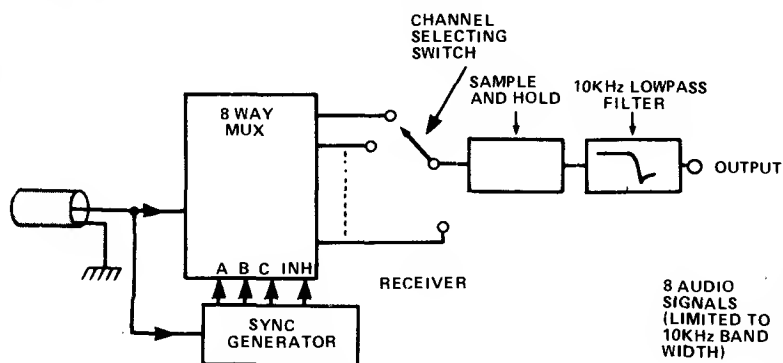 CHANNEL
SELECTING
SWITCH
SAMPLE
AND HOLD
10KHz LOWPASS
FILTER
8 WAY
MUX
OUTPUT
A B C INH
RECEIVER
SYNC
GENERATOR
8 AUDIO
SIGNALS
(LIMITED TO
10KHz BAND
WIDTH)